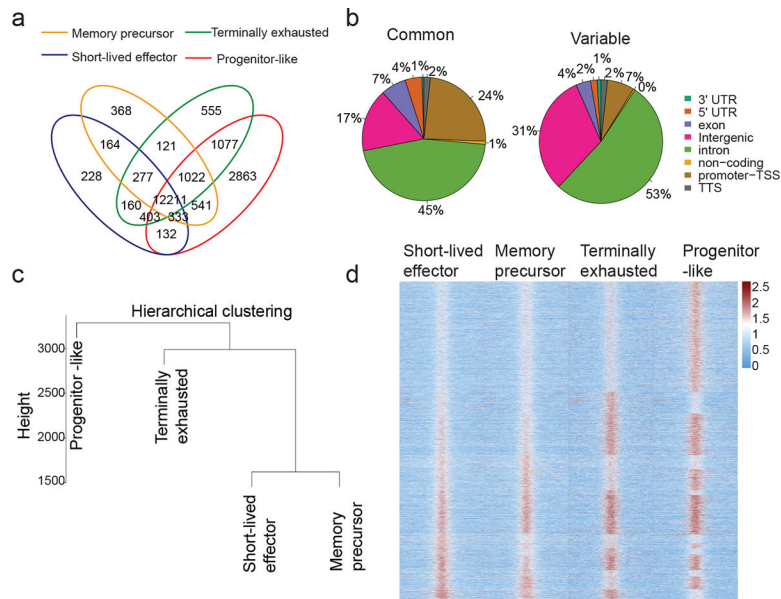 a
Memory precursor
Terminally exhausted
Short-lived effector
Progenitor-like
368
555
164
121
1077
228
277
1022
2863
12211
160
541
403
333
132
b
Common
Variable
4%
1%
2%
7%
24%
17%
1%
45%
1%
4%
2%
2%
7%
0%
31%
53%
3' UTR
5' UTR
exon
Intergenic
intron
non-coding
promoter-TSS
TTS
c
Hierarchical clustering
Height
3000
2500
2000
1500
Progenitor -like
Terminally
exhausted
Short-lived
effector
Memory
precursor
d
Short-lived
effector
Memory
precursor
Terminally
exhausted
Progenitor
-like
2.5
2
1.5
1
0.5
0